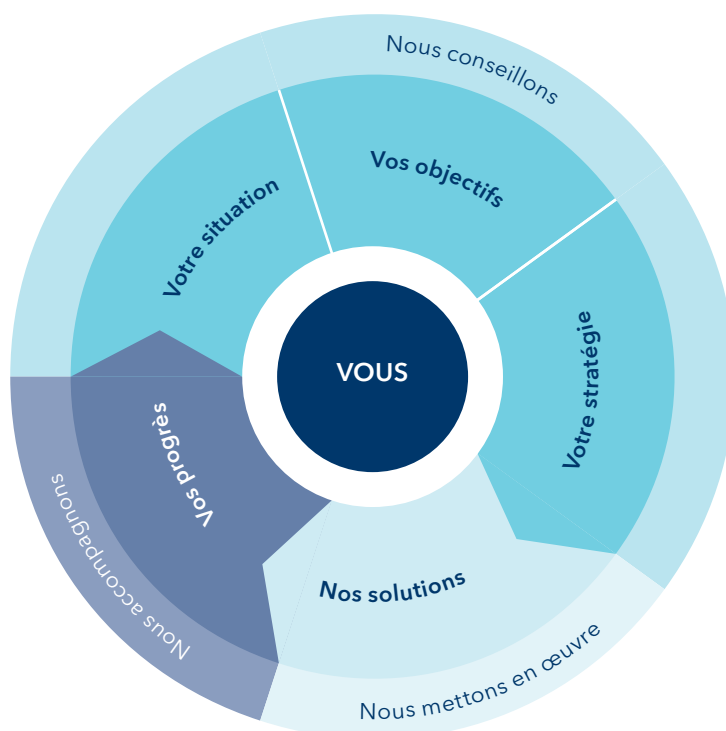 Nous conseillons
Vos objectifs
Votre situation
Votre stratégie
VOUS
Vos progrès
Nous accompagnons
Nos solutions
Nous mettons en œuvre